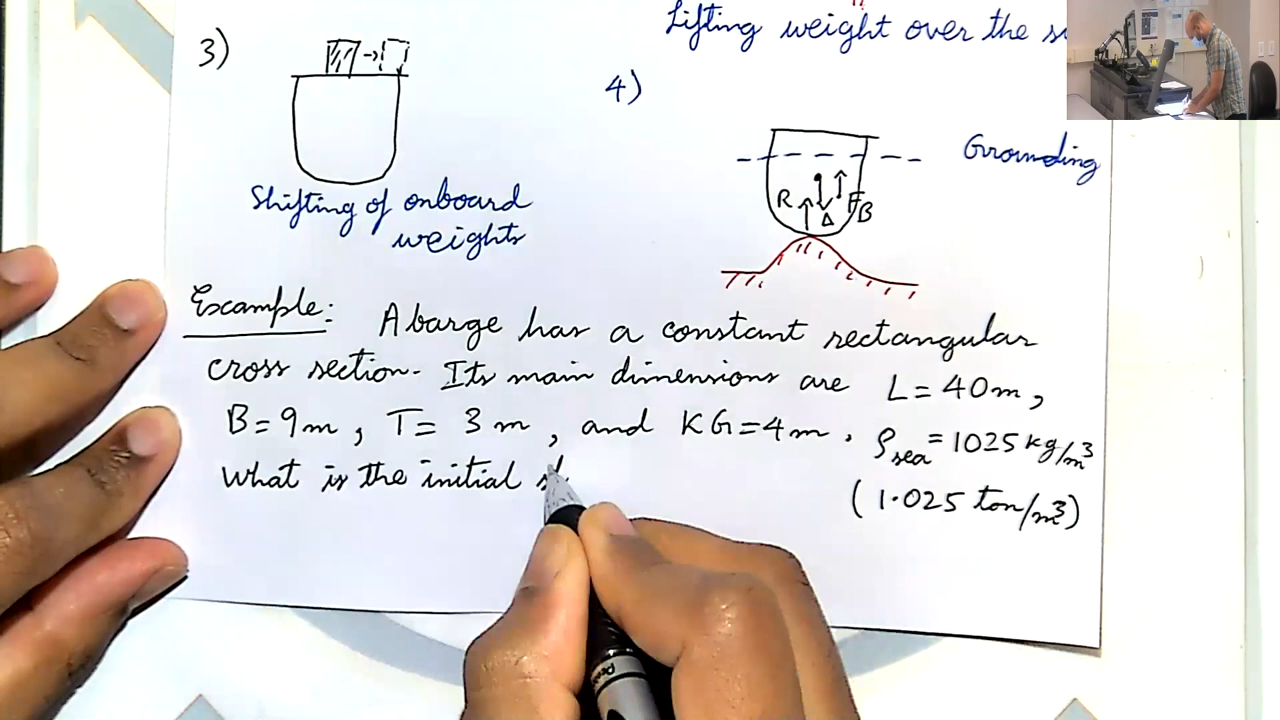 Lifting weight over the
3)
4)
Grounding
R
Δ
FB
Shifting of onboard
weights
Example: A barge has a constant rectangular
cross section. Its main dimensions are L = 40m,
B = 9m, T = 3m, and KG = 4m. ρsea = 1025 kg/m³
What is the initial
(1.025 ton/m³)